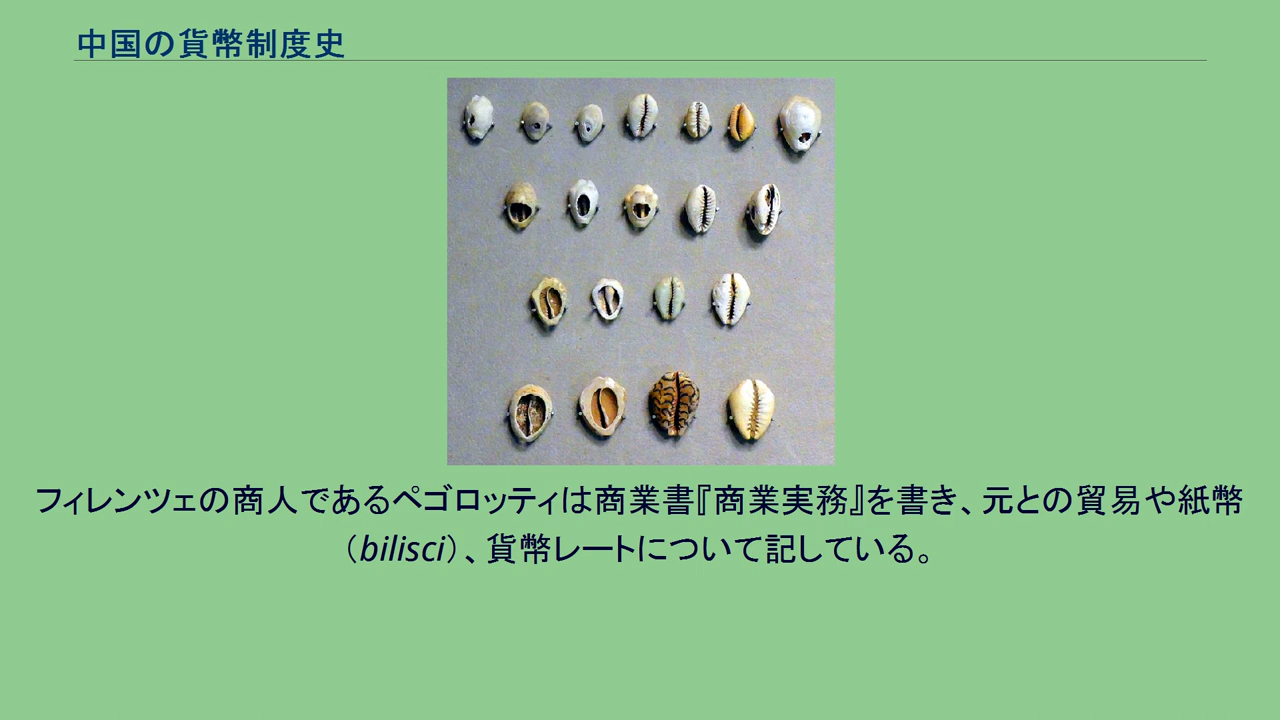 中国の貨幣制度史
フィレンツェの商人であるペゴロッティは商業書『商業実務』を書き、元との貿易や紙幣
（bilisci）、貨幣レートについて記している。